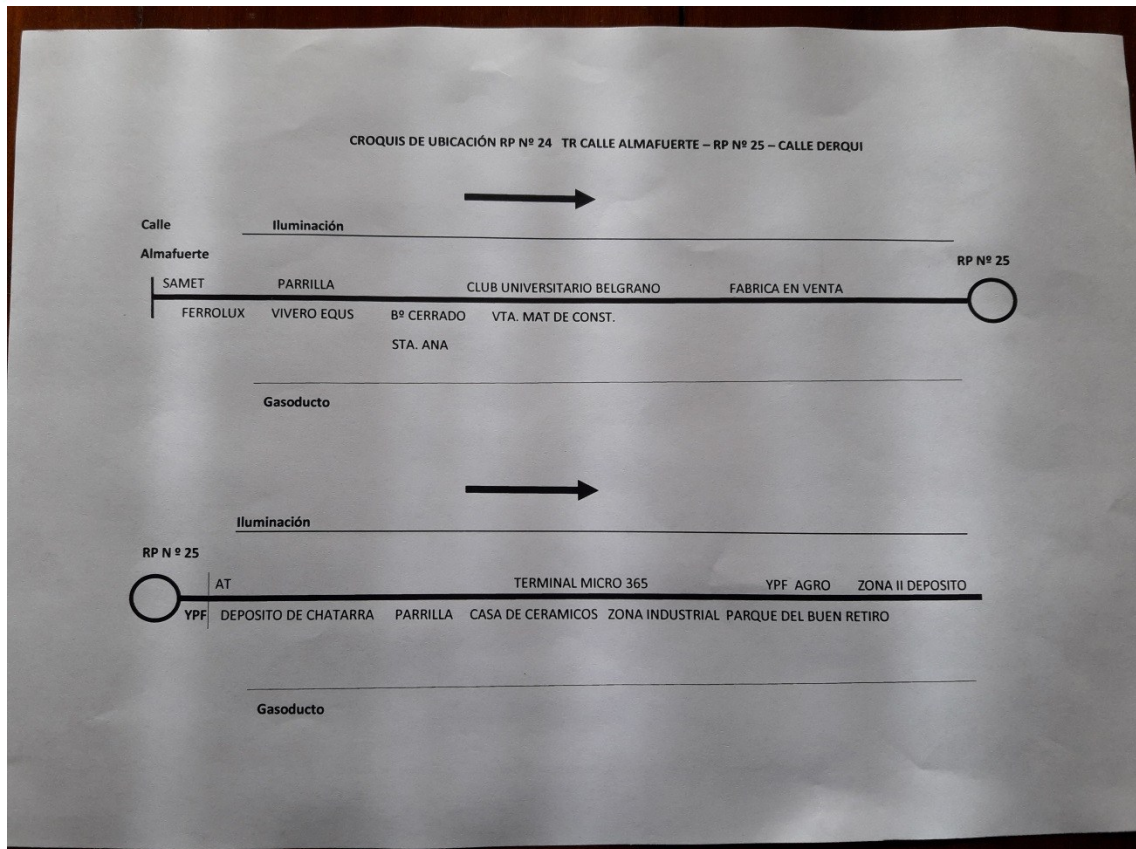 CROQUIS DE UBICACIÓN RP Nº 24 TR CALLE ALMAFUERTE – RP Nº 25 – CALLE DERQUI
Calle Iluminación
Almafuerte
RP Nº 25
SAMET PARRILLA CLUB UNIVERSITARIO BELGRANO FABRICA EN VENTA
FERROLUX VIVERO EQUS Bº CERRADO VTA. MAT DE CONST.
STA. ANA
Gasoducto
Iluminación
RP N º 25
AT TERMINAL MICRO 365 YPF AGRO ZONA II DEPOSITO
YPF DEPOSITO DE CHATARRA PARRILLA CASA DE CERAMICOS ZONA INDUSTRIAL PARQUE DEL BUEN RETIRO
Gasoducto